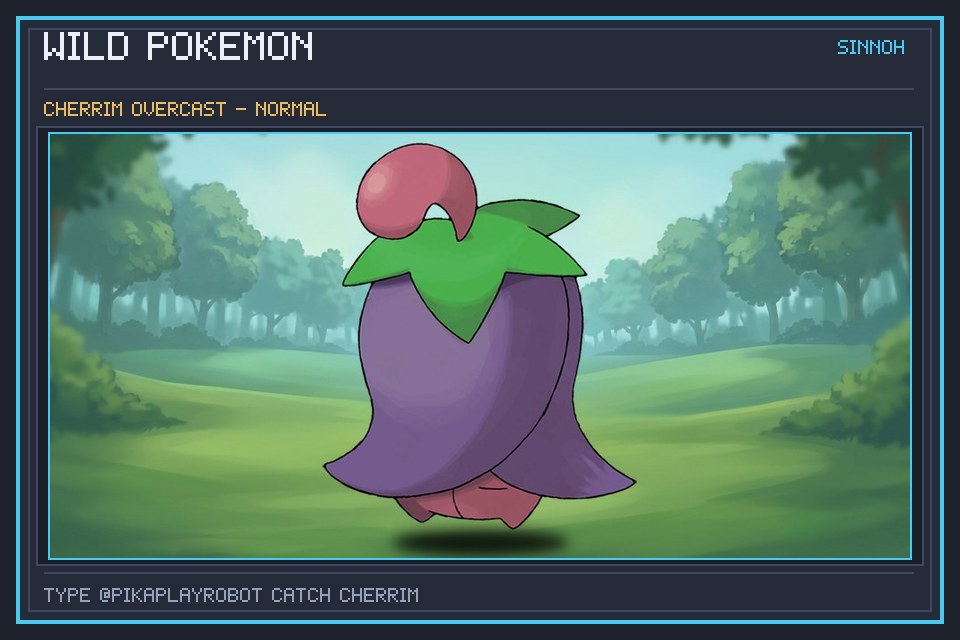 WILD POKEMON
SINNOH
CHERRIM OVERCAST - NORMAL
TYPE @PIKAPLAYROBOT CATCH CHERRIM